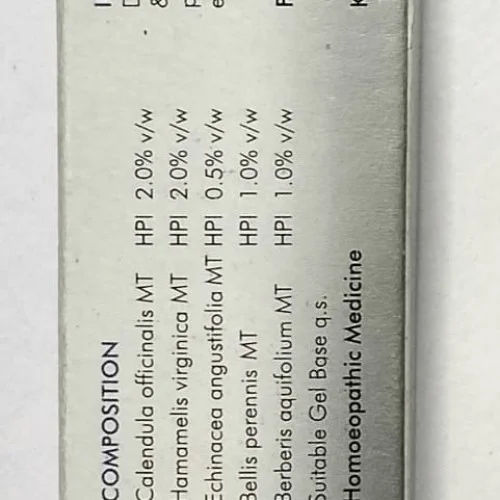 COMPOSITION
Calendula officinalis MT HPI 2.0% v/w
Hamamelis virginica MT HPI 2.0% v/w
Echinacea angustifolia MT HPI 0.5% v/w
Bellis perennis MT HPI 1.0% v/w
Berberis aquifolium MT HPI 1.0% v/w
Suitable Gel Base q.s.
Homoeopathic Medicine